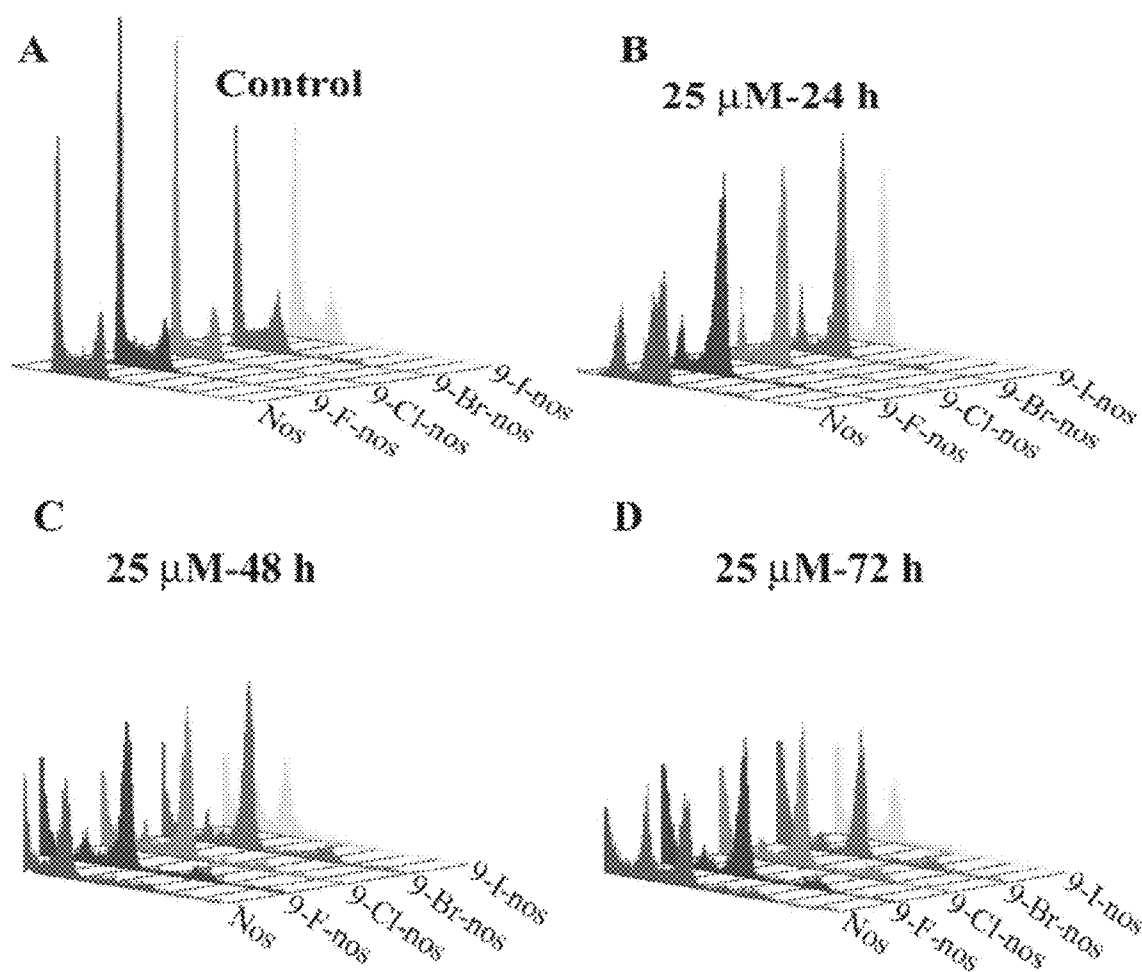 A
Control
Nos
9-F-nos
9-Cl-nos
9-Br-nos
9-I-nos
B
25 µM-24 h
Nos
9-F-nos
9-Cl-nos
9-Br-nos
9-I-nos
C
25 µM-48 h
Nos
9-F-nos
9-Cl-nos
9-Br-nos
9-I-nos
D
25 µM-72 h
Nos
9-F-nos
9-Cl-nos
9-Br-nos
9-I-nos